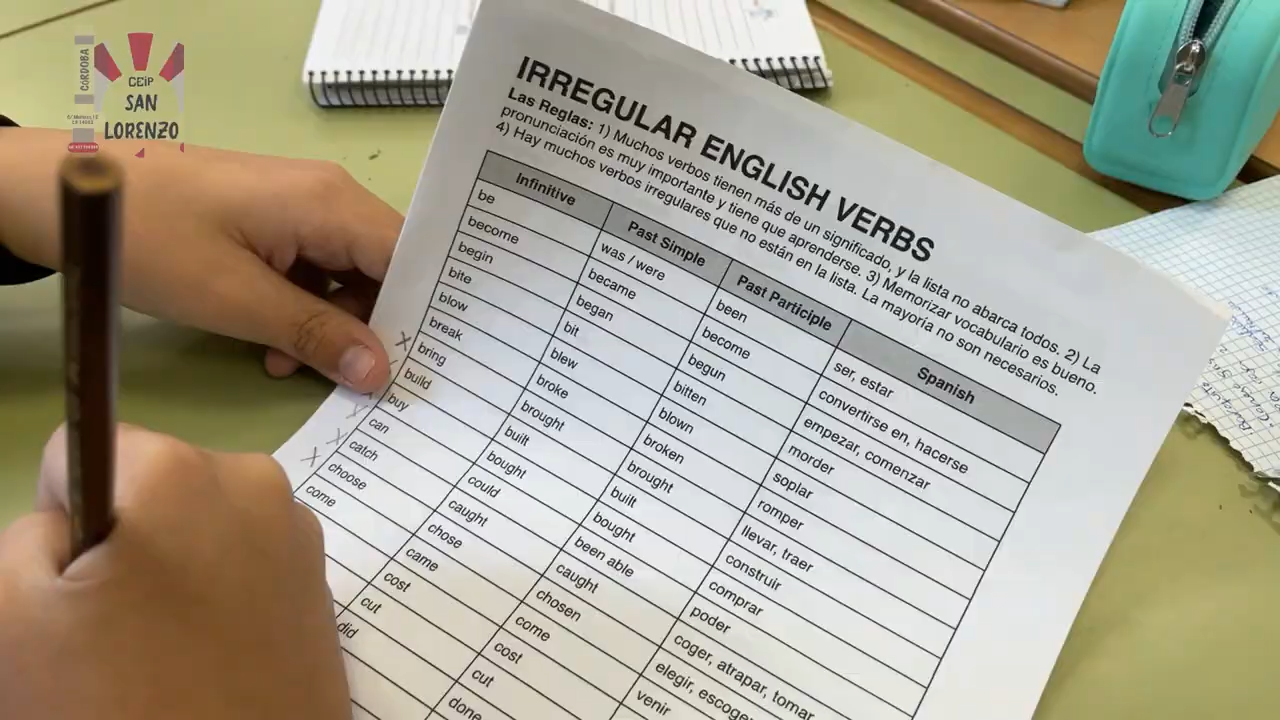 CÓRDOBA
CEIP
SAN
LORENZO
IRREGULAR ENGLISH VERBS
Las Reglas: 1) Muchos verbos tienen más de un significado, y la lista no abarca todos. 2) La
pronunciación es muy importante y tiene que aprenderse. 3) Memorizar vocabulario es bueno.
4) Hay muchos verbos irregulares que no están en la lista. La mayoría no son necesarios.
Infinitive Past Simple Past Participle Spanish
be was / were been ser, estar
become became become convertirse en, hacerse
begin began begun empezar, comenzar
bite bit bitten morder
blow blew blown soplar
break broke broken romper
bring brought brought llevar, traer
build built built construir
buy bought bought comprar
can could been able poder
catch caught caught coger, atrapar, tomar
choose chose chosen elegir, escoge
come came come venir
cost cost
cut cut
did done